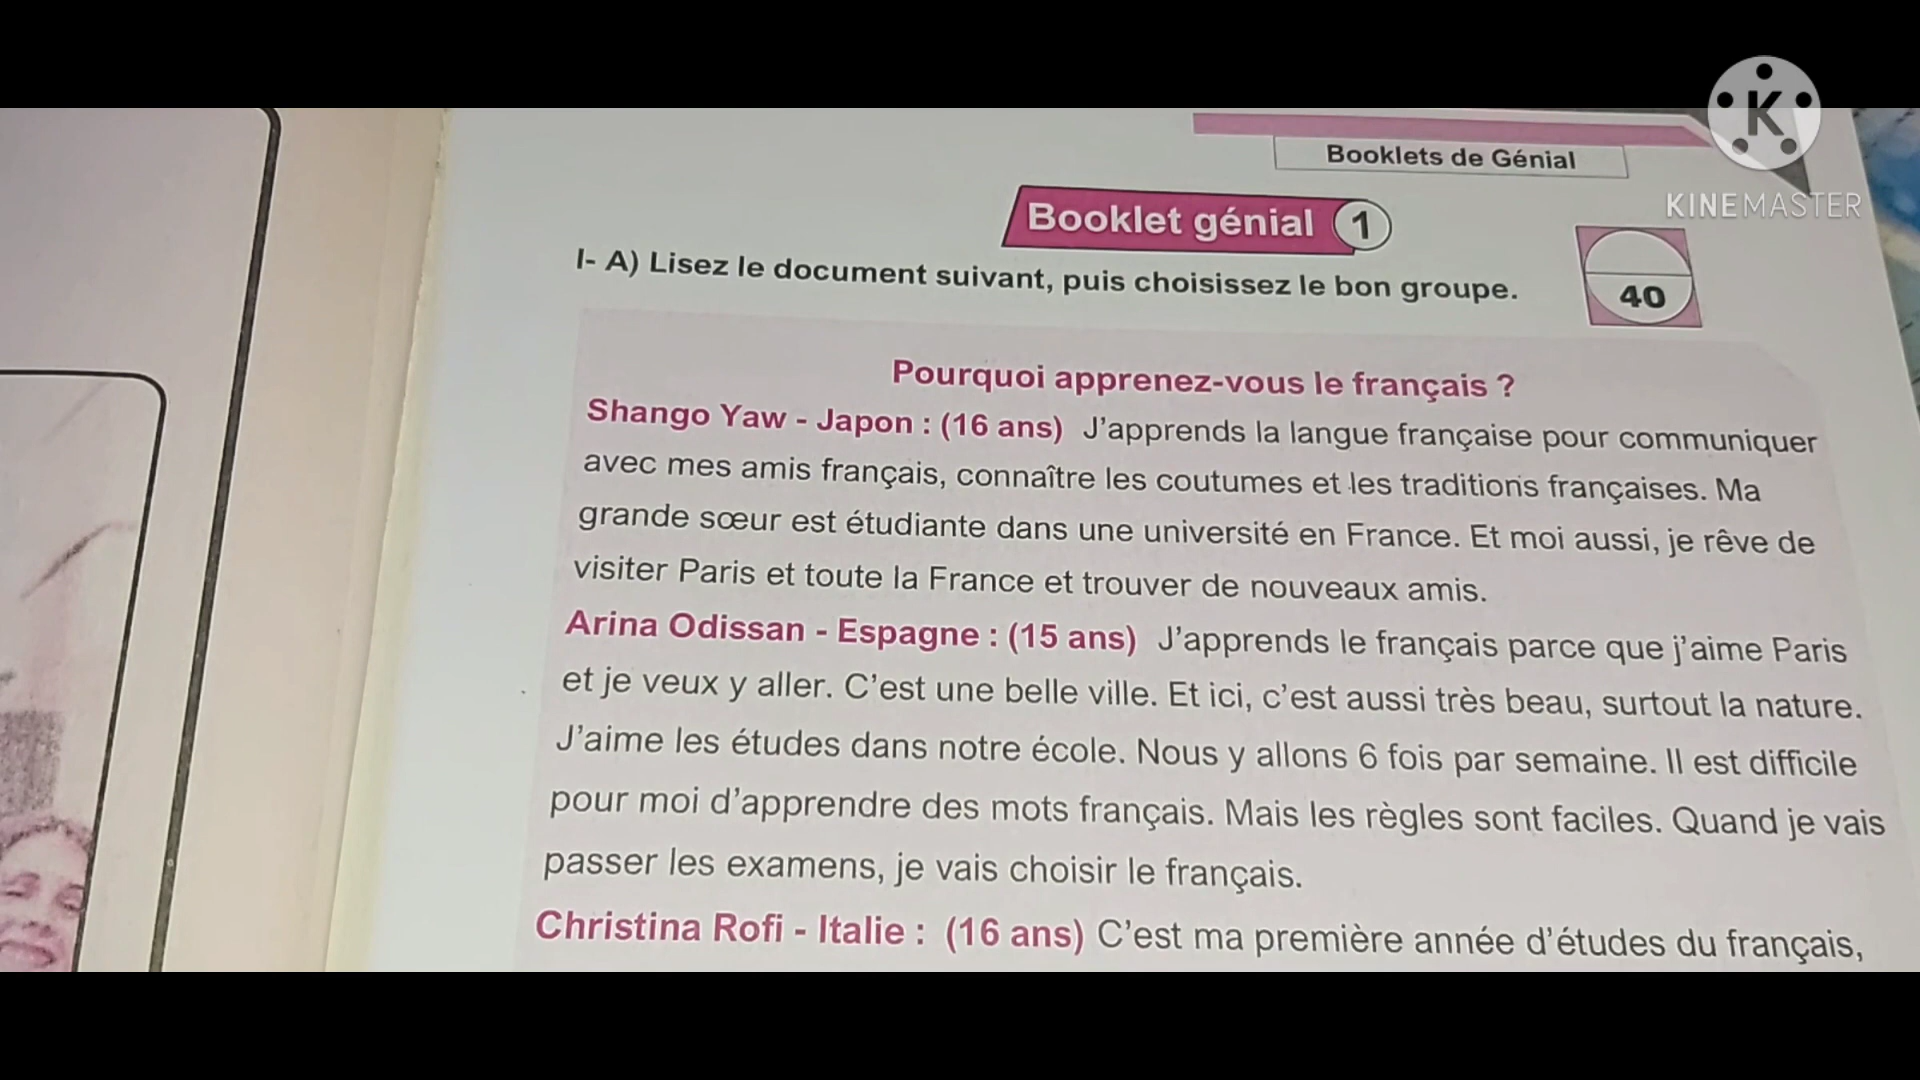 K
KINEMASTER
Booklets de Génial
Booklet génial 1
I- A) Lisez le document suivant, puis choisissez le bon groupe.
40
Pourquoi apprenez-vous le français ?
Shango Yaw - Japon : (16 ans) J'apprends la langue française pour communiquer
avec mes amis français, connaître les coutumes et les traditions françaises. Ma
grande sœur est étudiante dans une université en France. Et moi aussi, je rêve de
visiter Paris et toute la France et trouver de nouveaux amis.
Arina Odissan - Espagne : (15 ans) J'apprends le français parce que j'aime Paris
et je veux y aller. C'est une belle ville. Et ici, c'est aussi très beau, surtout la nature.
J'aime les études dans notre école. Nous y allons 6 fois par semaine. Il est difficile
pour moi d'apprendre des mots français. Mais les règles sont faciles. Quand je vais
passer les examens, je vais choisir le français.
Christina Rofi - Italie : (16 ans) C'est ma première année d'études du français,